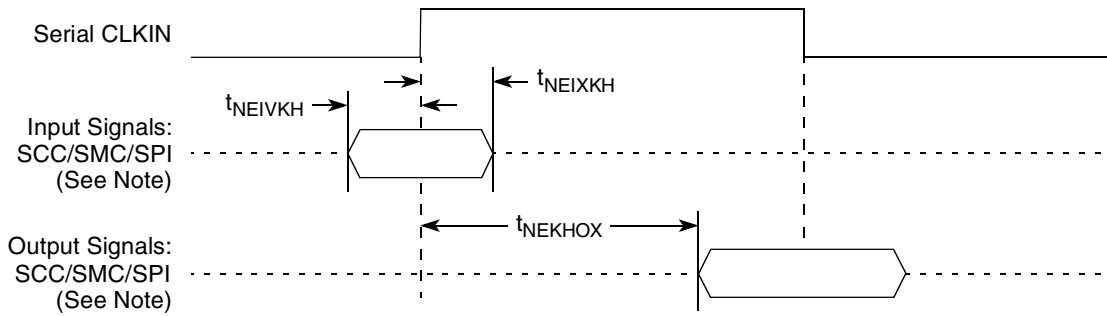 Serial CLKIN
tNEIXKH
tNEIVKH
Input Signals:
SCC/SMC/SPI
(See Note)
tNEKHOX
Output Signals:
SCC/SMC/SPI
(See Note)